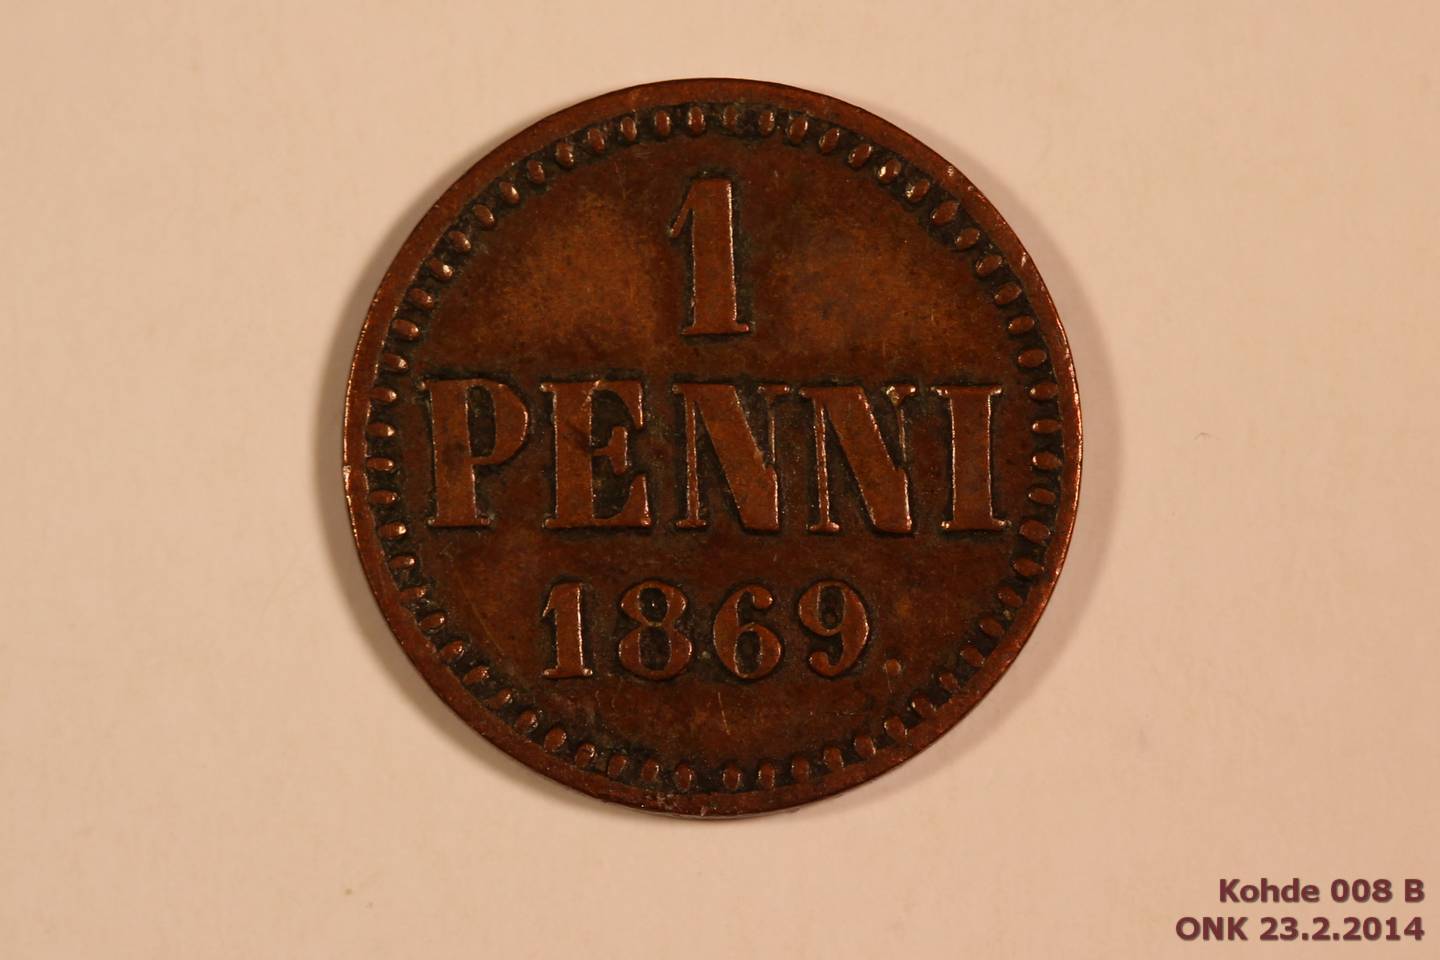 1
PENNI
1869.
Kohde 008 B
ONK 23.2.2014